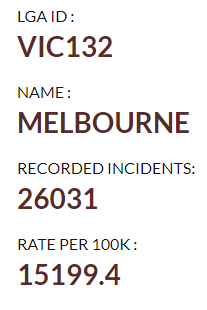 LGA ID :
VIC132
NAME :
MELBOURNE
RECORDED INCIDENTS:
26031
RATE PER 100K :
15199.4